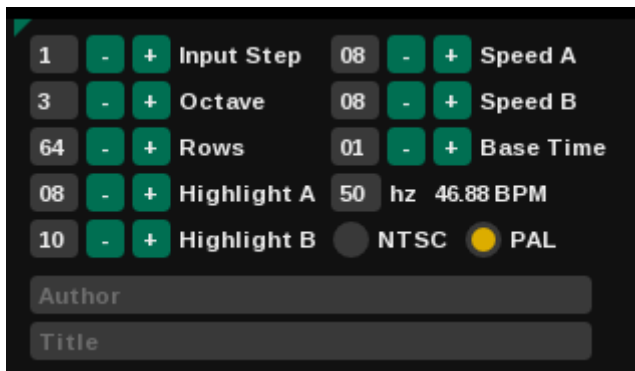 1 - + Input Step 08 - + Speed A
3 - + Octave 08 - + Speed B
64 - + Rows 01 - + Base Time
08 - + Highlight A 50 hz 46.88 BPM
10 - + Highlight B NTSC PAL
Author
Title